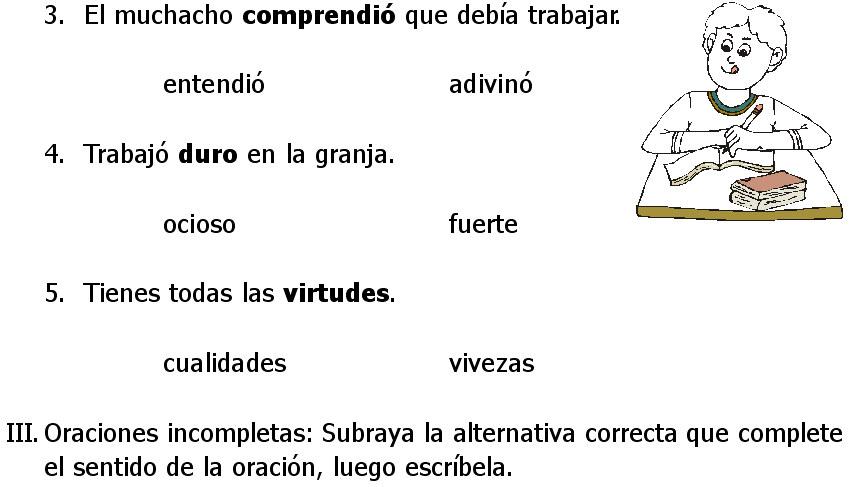 3. El muchacho comprendió que debía trabajar.
entendió adivinó
4. Trabajó duro en la granja.
ocioso fuerte
5. Tienes todas las virtudes.
cualidades vivezas
III. Oraciones incompletas: Subraya la alternativa correcta que complete
el sentido de la oración, luego escríbela.